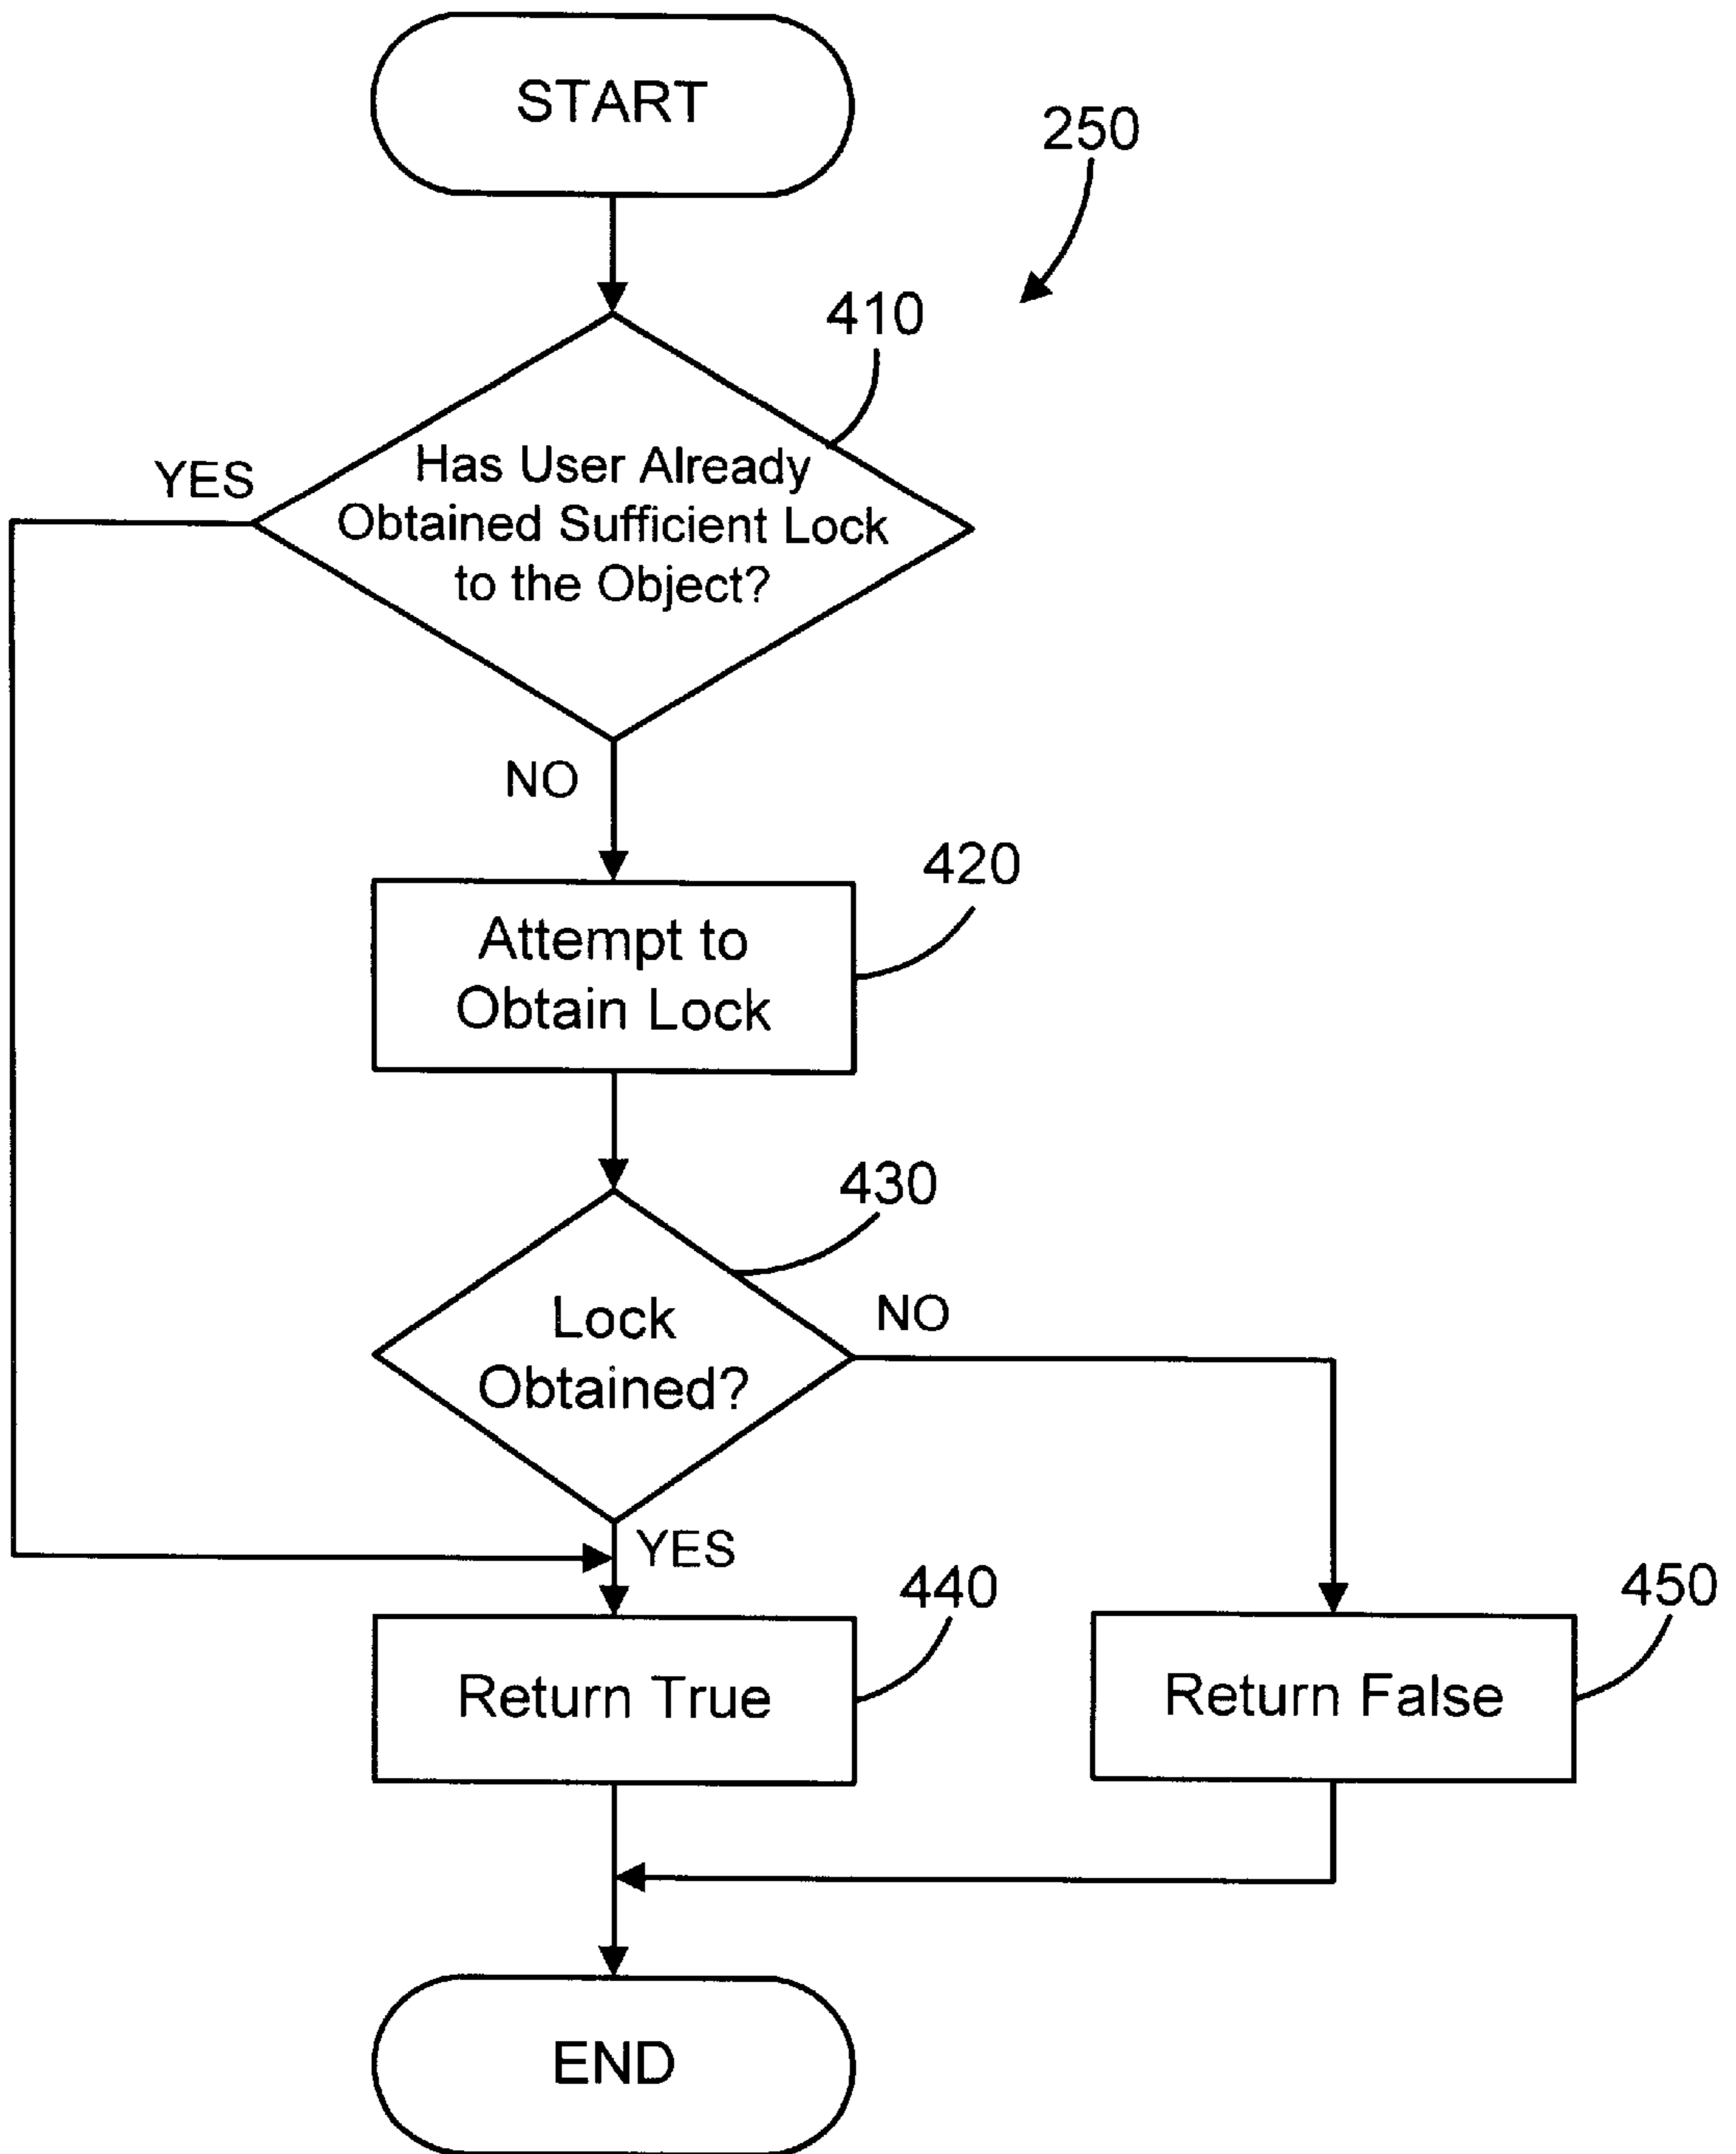 START
250
410
YES
Has User Already
Obtained Sufficient Lock
to the Object?
NO
420
Attempt to
Obtain Lock
430
NO
Lock
Obtained?
YES
440
450
Return True
Return False
END